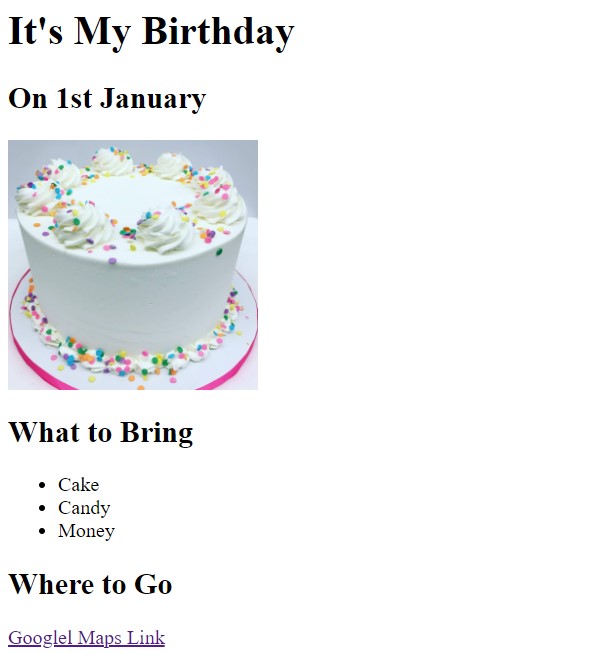 It's My Birthday
On 1st January
What to Bring
Cake
Candy
Money
Where to Go
Googlel Maps Link